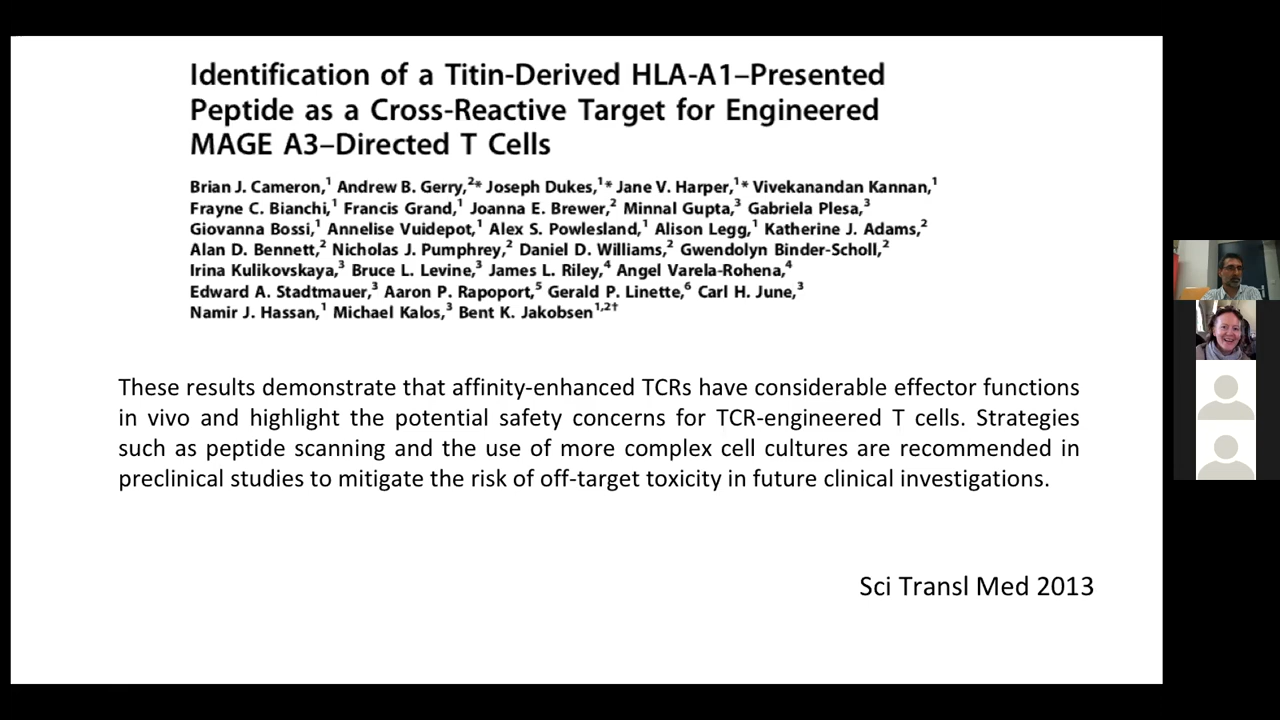 Identification of a Titin-Derived HLA-A1–Presented
Peptide as a Cross-Reactive Target for Engineered
MAGE A3–Directed T Cells
Brian J. Cameron,¹ Andrew B. Gerry,²* Joseph Dukes,¹* Jane V. Harper,¹* Vivekanandan Kannan,¹
Frayne C. Bianchi,¹ Francis Grand,¹ Joanna E. Brewer,² Minnal Gupta,³ Gabriela Plesa,³
Giovanna Bossi,¹ Annelise Vuidepot,¹ Alex S. Powlesland,¹ Alison Legg,¹ Katherine J. Adams,²
Alan D. Bennett,² Nicholas J. Pumphrey,² Daniel D. Williams,² Gwendolyn Binder-Scholl,²
Irina Kulikovskaya,³ Bruce L. Levine,³ James L. Riley,⁴ Angel Varela-Rohena,⁴
Edward A. Stadtmauer,³ Aaron P. Rapoport,⁵ Gerald P. Linette,⁶ Carl H. June,³
Namir J. Hassan,¹ Michael Kalos,³ Bent K. Jakobsen¹,²†
These results demonstrate that affinity-enhanced TCRs have considerable effector functions
in vivo and highlight the potential safety concerns for TCR-engineered T cells. Strategies
such as peptide scanning and the use of more complex cell cultures are recommended in
preclinical studies to mitigate the risk of off-target toxicity in future clinical investigations.
Sci Transl Med 2013